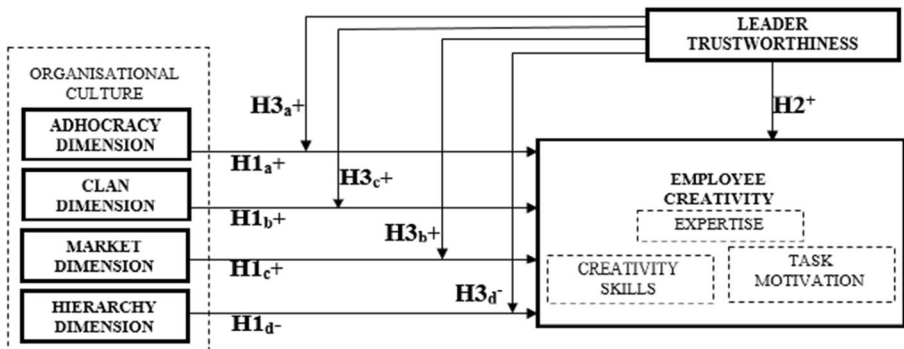 LEADER
TRUSTWORTHINESS
ORGANISATIONAL
CULTURE
H3a+
H2+
ADHOCRACY
DIMENSION
H1a+
H3c+
CLAN
DIMENSION
H1b+
EMPLOYEE
CREATIVITY
EXPERTISE
H3b+
MARKET
DIMENSION
H1c+
CREATIVITY
SKILLS
TASK
MOTIVATION
H3d-
HIERARCHY
DIMENSION
H1d-